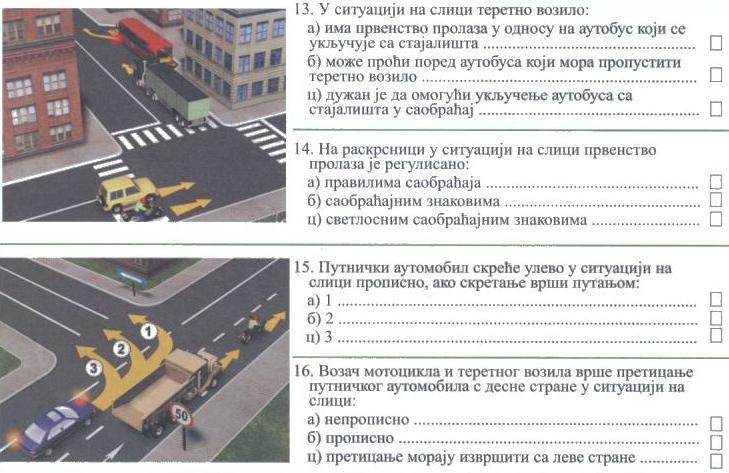 13. У ситуацији на слици теретно возило:
а) има првенство пролаза у односу на аутобус који се
укључује са стајалишта
б) може проћи поред аутобуса који мора пропустити
теретно возило
ц) дужан је да омогући укључење аутобуса са
стајалишта у саобраћај
14. На раскрсници у ситуацији на слици првенство
пролаза је регулисано:
а) правилима саобраћаја
б) саобраћајним знаковима
ц) светлосним саобраћајним знаковима
1
2
3
50
15. Путнички аутомобил скреће улево у ситуацији на
слици прописно, ако скретање врши путањом:
а) 1
б) 2
ц) 3
16. Возач мотоцикла и теретног возила врше претицање
путничког аутомобила с десне стране у ситуацији на
слици:
а) непрописно
б) прописно
ц) претицање морају извршити са леве стране